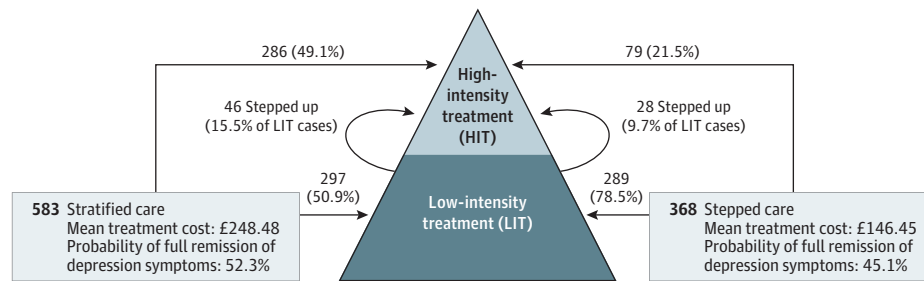 286 (49.1%)
79 (21.5%)
High-
intensity
treatment
(HIT)
46 Stepped up
(15.5% of LIT cases)
28 Stepped up
(9.7% of LIT cases)
297
(50.9%)
Low-intensity
treatment (LIT)
289
(78.5%)
583 Stratified care
Mean treatment cost: £248.48
Probability of full remission of
depression symptoms: 52.3%
368 Stepped care
Mean treatment cost: £146.45
Probability of full remission of
depression symptoms: 45.1%